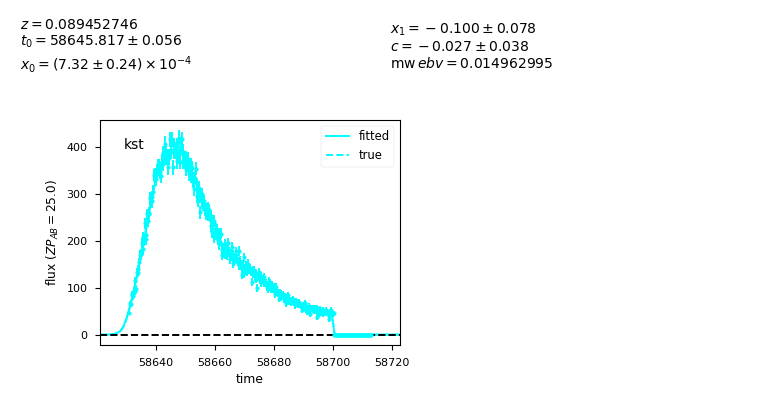 z = 0.089452746
t₀ = 58645.817 ± 0.056
x₀ = (7.32 ± 0.24) × 10⁻⁴
x₁ = −0.100 ± 0.078
c = −0.027 ± 0.038
mw ebv = 0.014962995
kst
fitted
true
400
300
200
100
0
flux (ZP_AB = 25.0)
58640 58660 58680 58700 58720
time